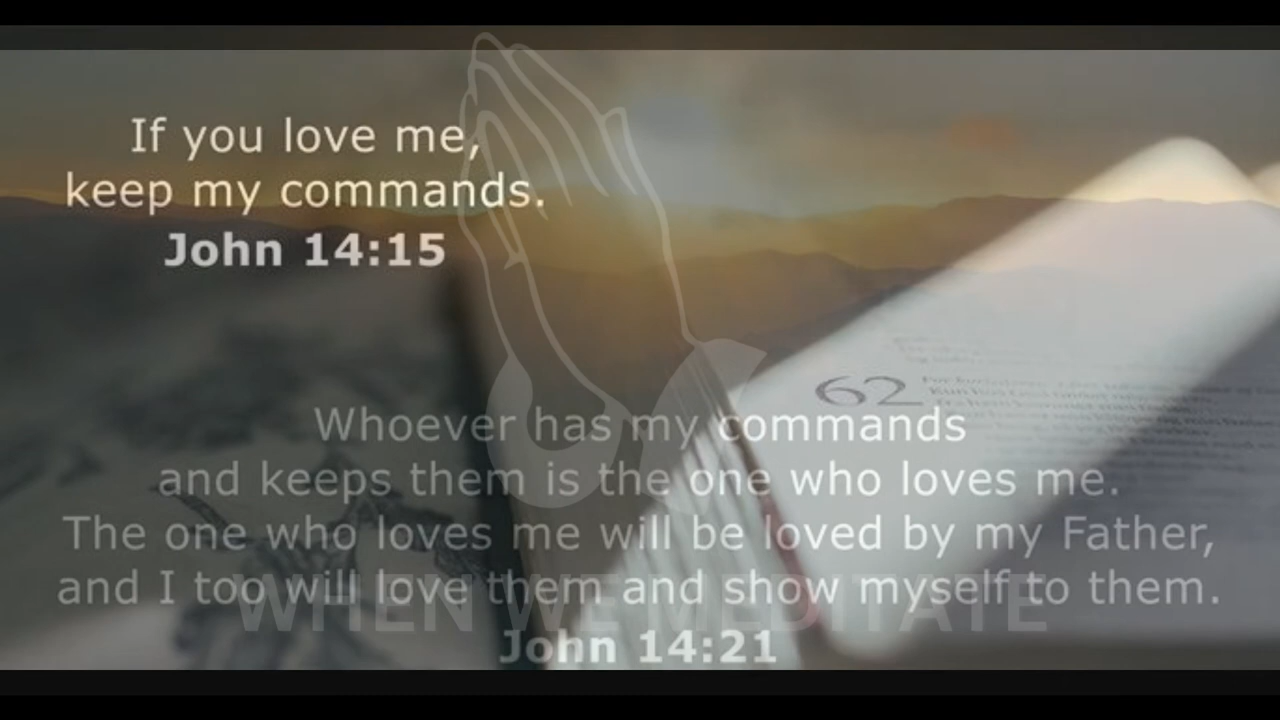 If you love me,
keep my commands.
John 14:15
62
Whoever has my commands
and keeps them is the one who loves me.
The one who loves me will be loved by my Father,
and I too will love them and show myself to them.
WHEN WE MEDITATE
John 14:21